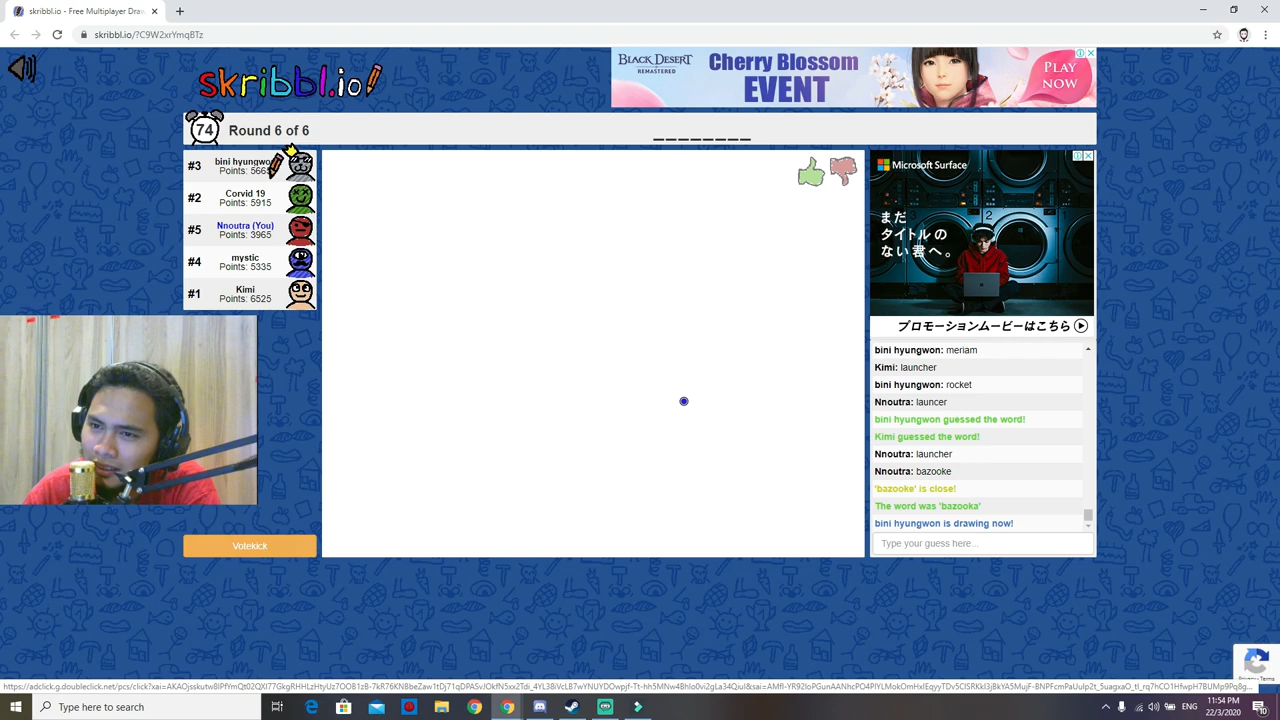 skribbl.io - Free Multiplayer Draw
skribbl.io/?C9W2xrYmqBTz
skribbl.io
BLACK DESERT
REMASTERED
Cherry Blossom
EVENT
PLAY
NOW
74
Round 6 of 6
________
#3
bini hyungwo
Points: 5665
#2
Corvid 19
Points: 5915
#5
Nnoutra (You)
Points: 3965
#4
mystic
Points: 5335
#1
Kimi
Points: 6525
Votekick
Microsoft Surface
2
まだ
タイトルの
ない君へ。
プロモーションムービーはこちら
bini hyungwon: meriam
Kimi: launcher
bini hyungwon: rocket
Nnoutra: launcer
bini hyungwon guessed the word!
Kimi guessed the word!
Nnoutra: launcher
Nnoutra: bazooke
'bazooke' is close!
The word was 'bazooka'
bini hyungwon is drawing now!
Type your guess here...
Type here to search
ENG
11:54 PM
22/3/2020